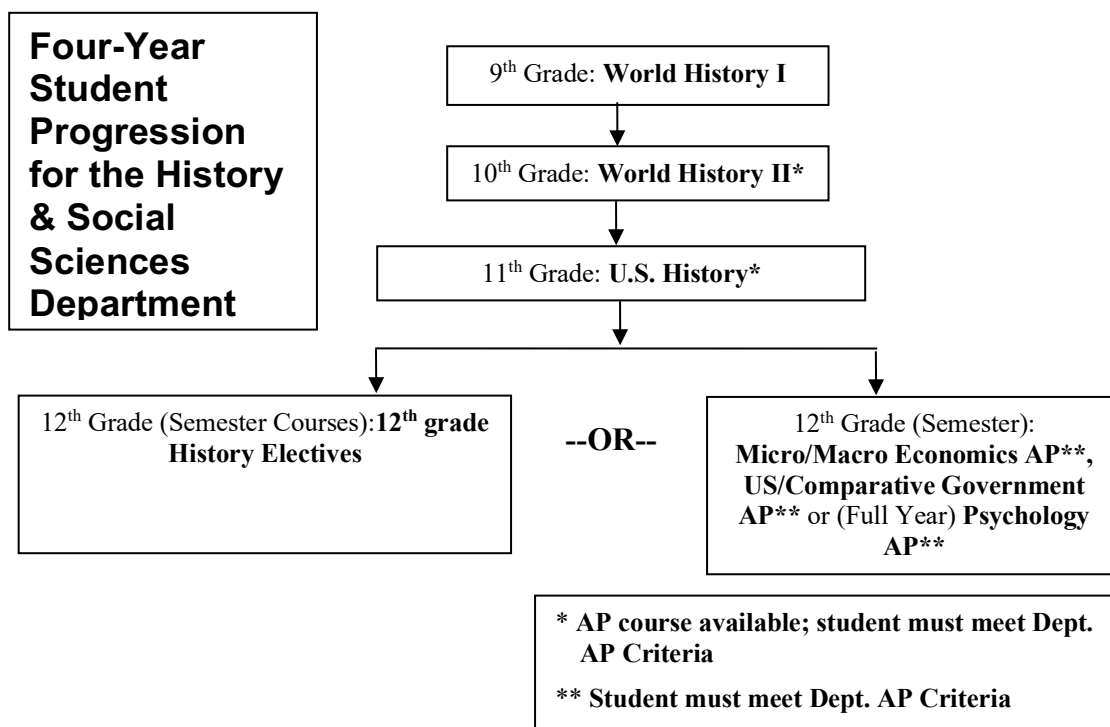 Four-Year
Student
Progression
for the History
& Social
Sciences
Department
9th Grade: World History I
10th Grade: World History II*
11th Grade: U.S. History*
12th Grade (Semester Courses):12th grade
History Electives
--OR--
12th Grade (Semester):
Micro/Macro Economics AP**,
US/Comparative Government
AP** or (Full Year) Psychology
AP**
* AP course available; student must meet Dept.
AP Criteria
** Student must meet Dept. AP Criteria